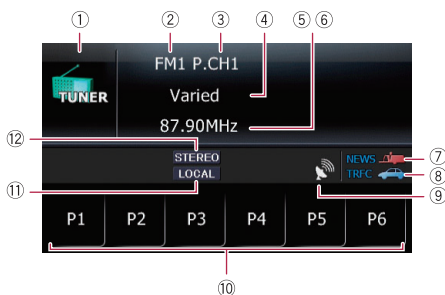 ① ② ③ ④ ⑤ ⑥
FM1 P.CH1
TUNER
Varied
87.90MHz
⑫
STEREO
NEWS ⑦
LOCAL
TRFC ⑧
⑪ ⑨
P1 P2 P3 P4 P5 P6
⑩